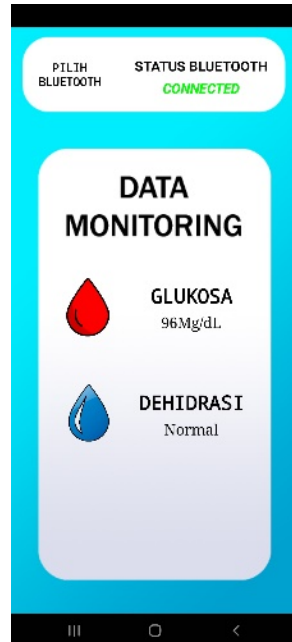 PILIH
BLUETOOTH
STATUS BLUETOOTH
CONNECTED
DATA
MONITORING
GLUKOSA
96Mg/dL
DEHIDRASI
Normal